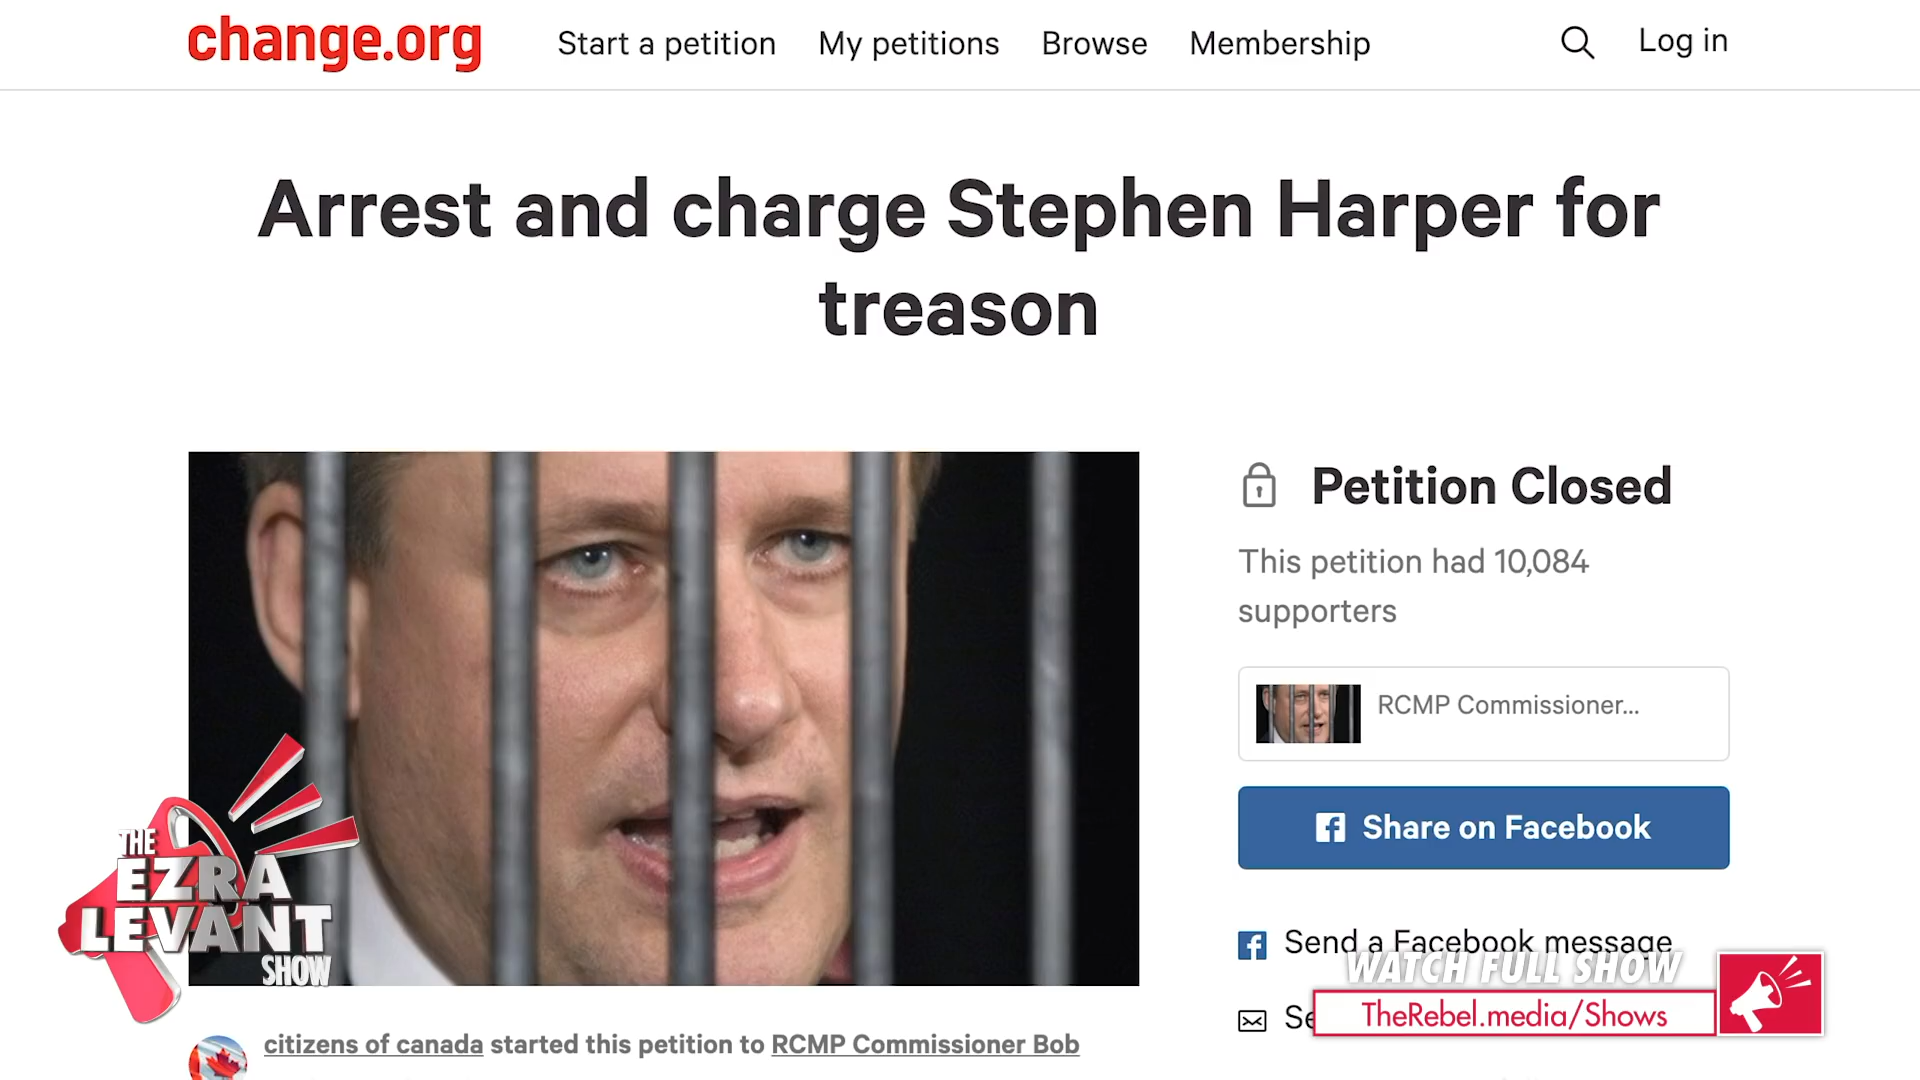 change.org Start a petition My petitions Browse Membership Log in
Arrest and charge Stephen Harper for
treason
Petition Closed
This petition had 10,084
supporters
RCMP Commissioner...
Share on Facebook
Send a Facebook message
THE
EZRA
LEVANT
SHOW
WATCH FULL SHOW
TheRebel.media/Shows
citizens of canada started this petition to RCMP Commissioner Bob